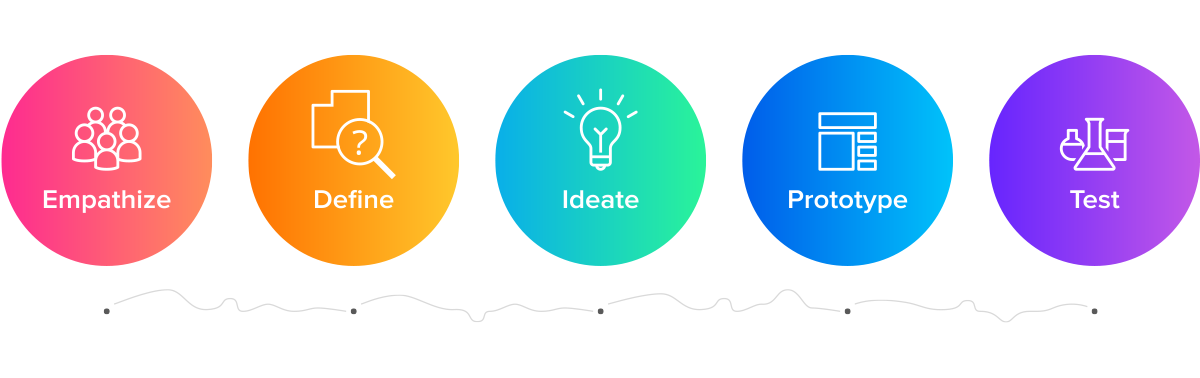 Empathize
Define
?
Ideate
Prototype
Test